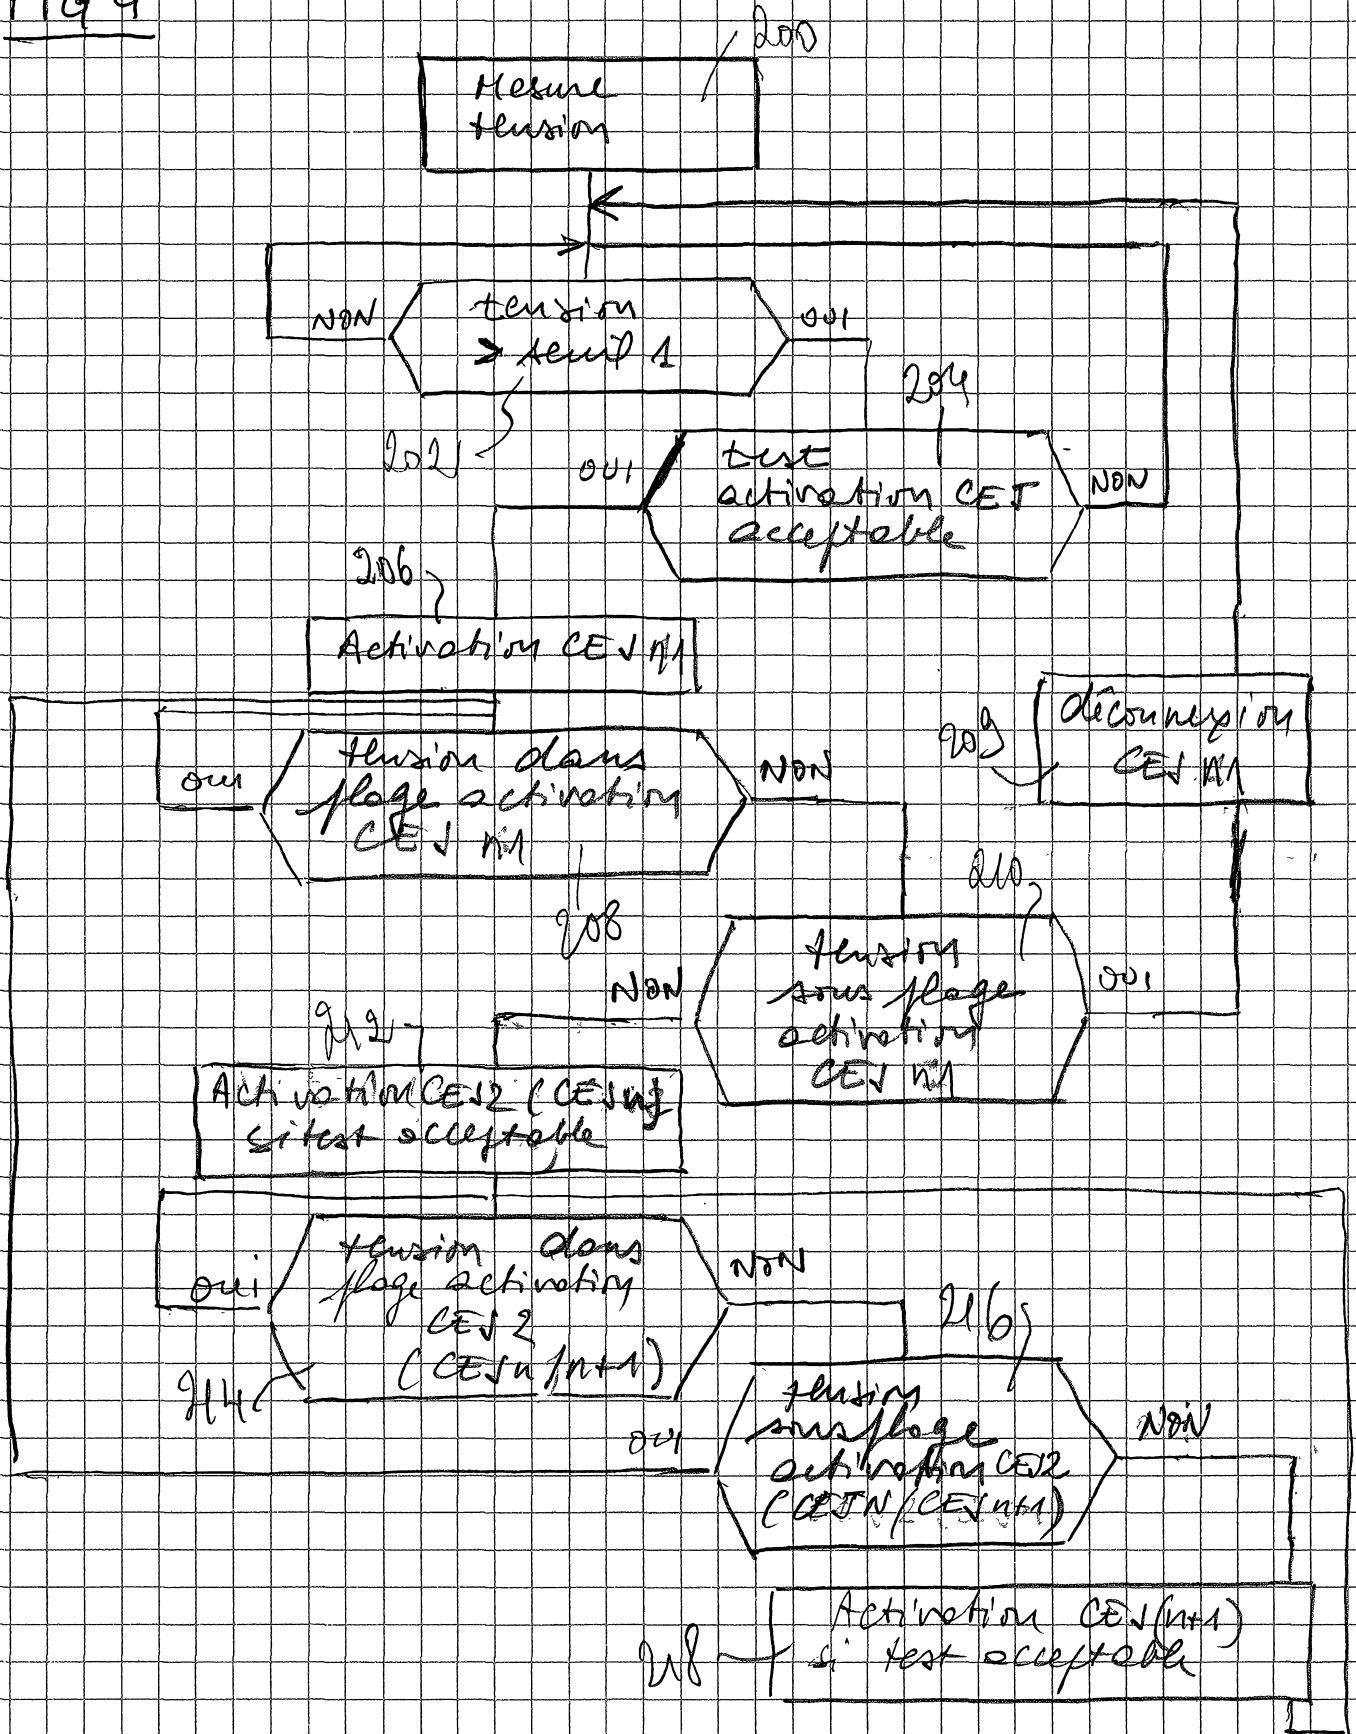 FIG 4
200
Mesure
tension
NON
tension
> seuil 1
OUI
202
204
OUI
test
activation CEJ
acceptable
NON
206
Activation CEJ n°1
209
déconnexion
CEJ n°1
oui
tension dans
plage activation
CEJ n°1
NON
208
210
NON
tension
sous plage
activation
CEJ n°1
OUI
212
Activation CEJ2 (CEJn)
si test acceptable
oui
tension dans
plage activation
CEJ 2
(CEJn/n+1)
NON
214
216
OUI
tension
sous plage
activation CEJ2
(CEJN/CEJn+1)
NON
218
Activation CEJ(n+1)
si test acceptable